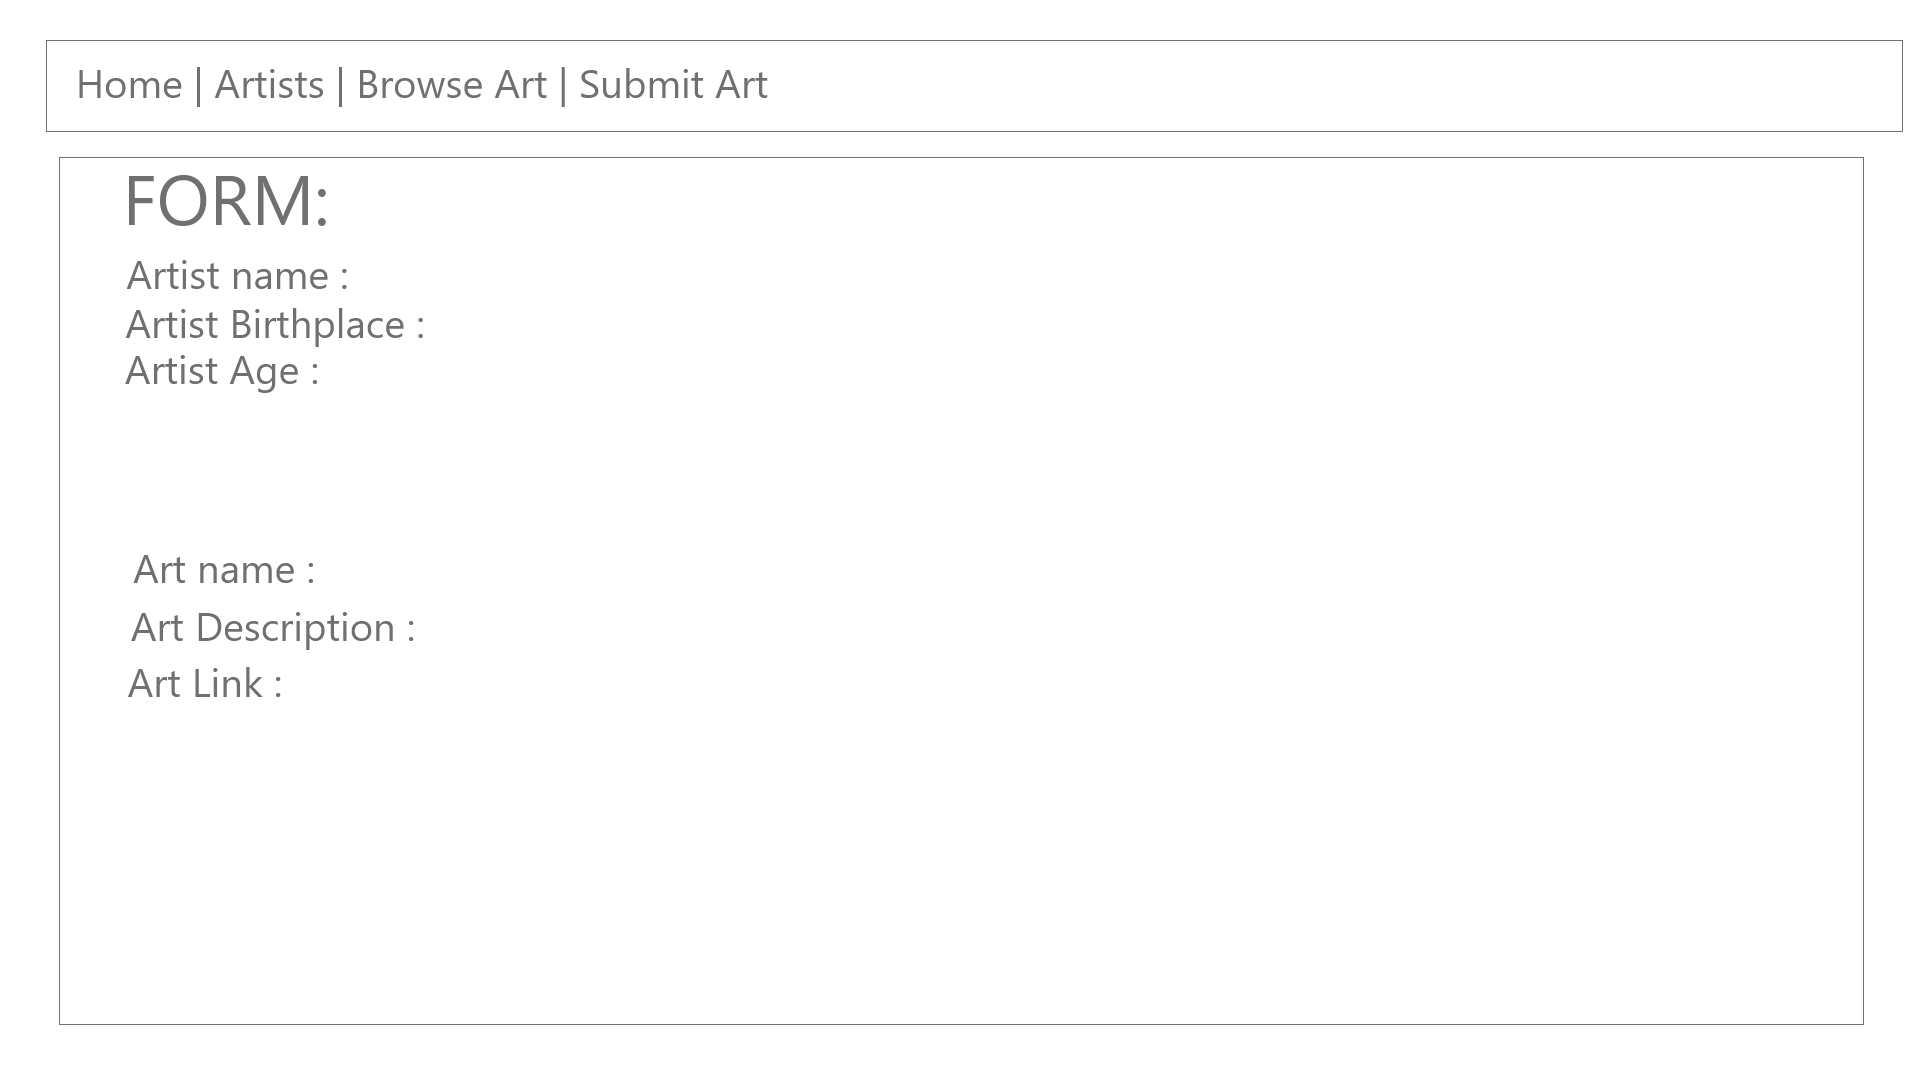 Home | Artists | Browse Art | Submit Art
FORM:
Artist name :
Artist Birthplace :
Artist Age :
Art name :
Art Description :
Art Link :